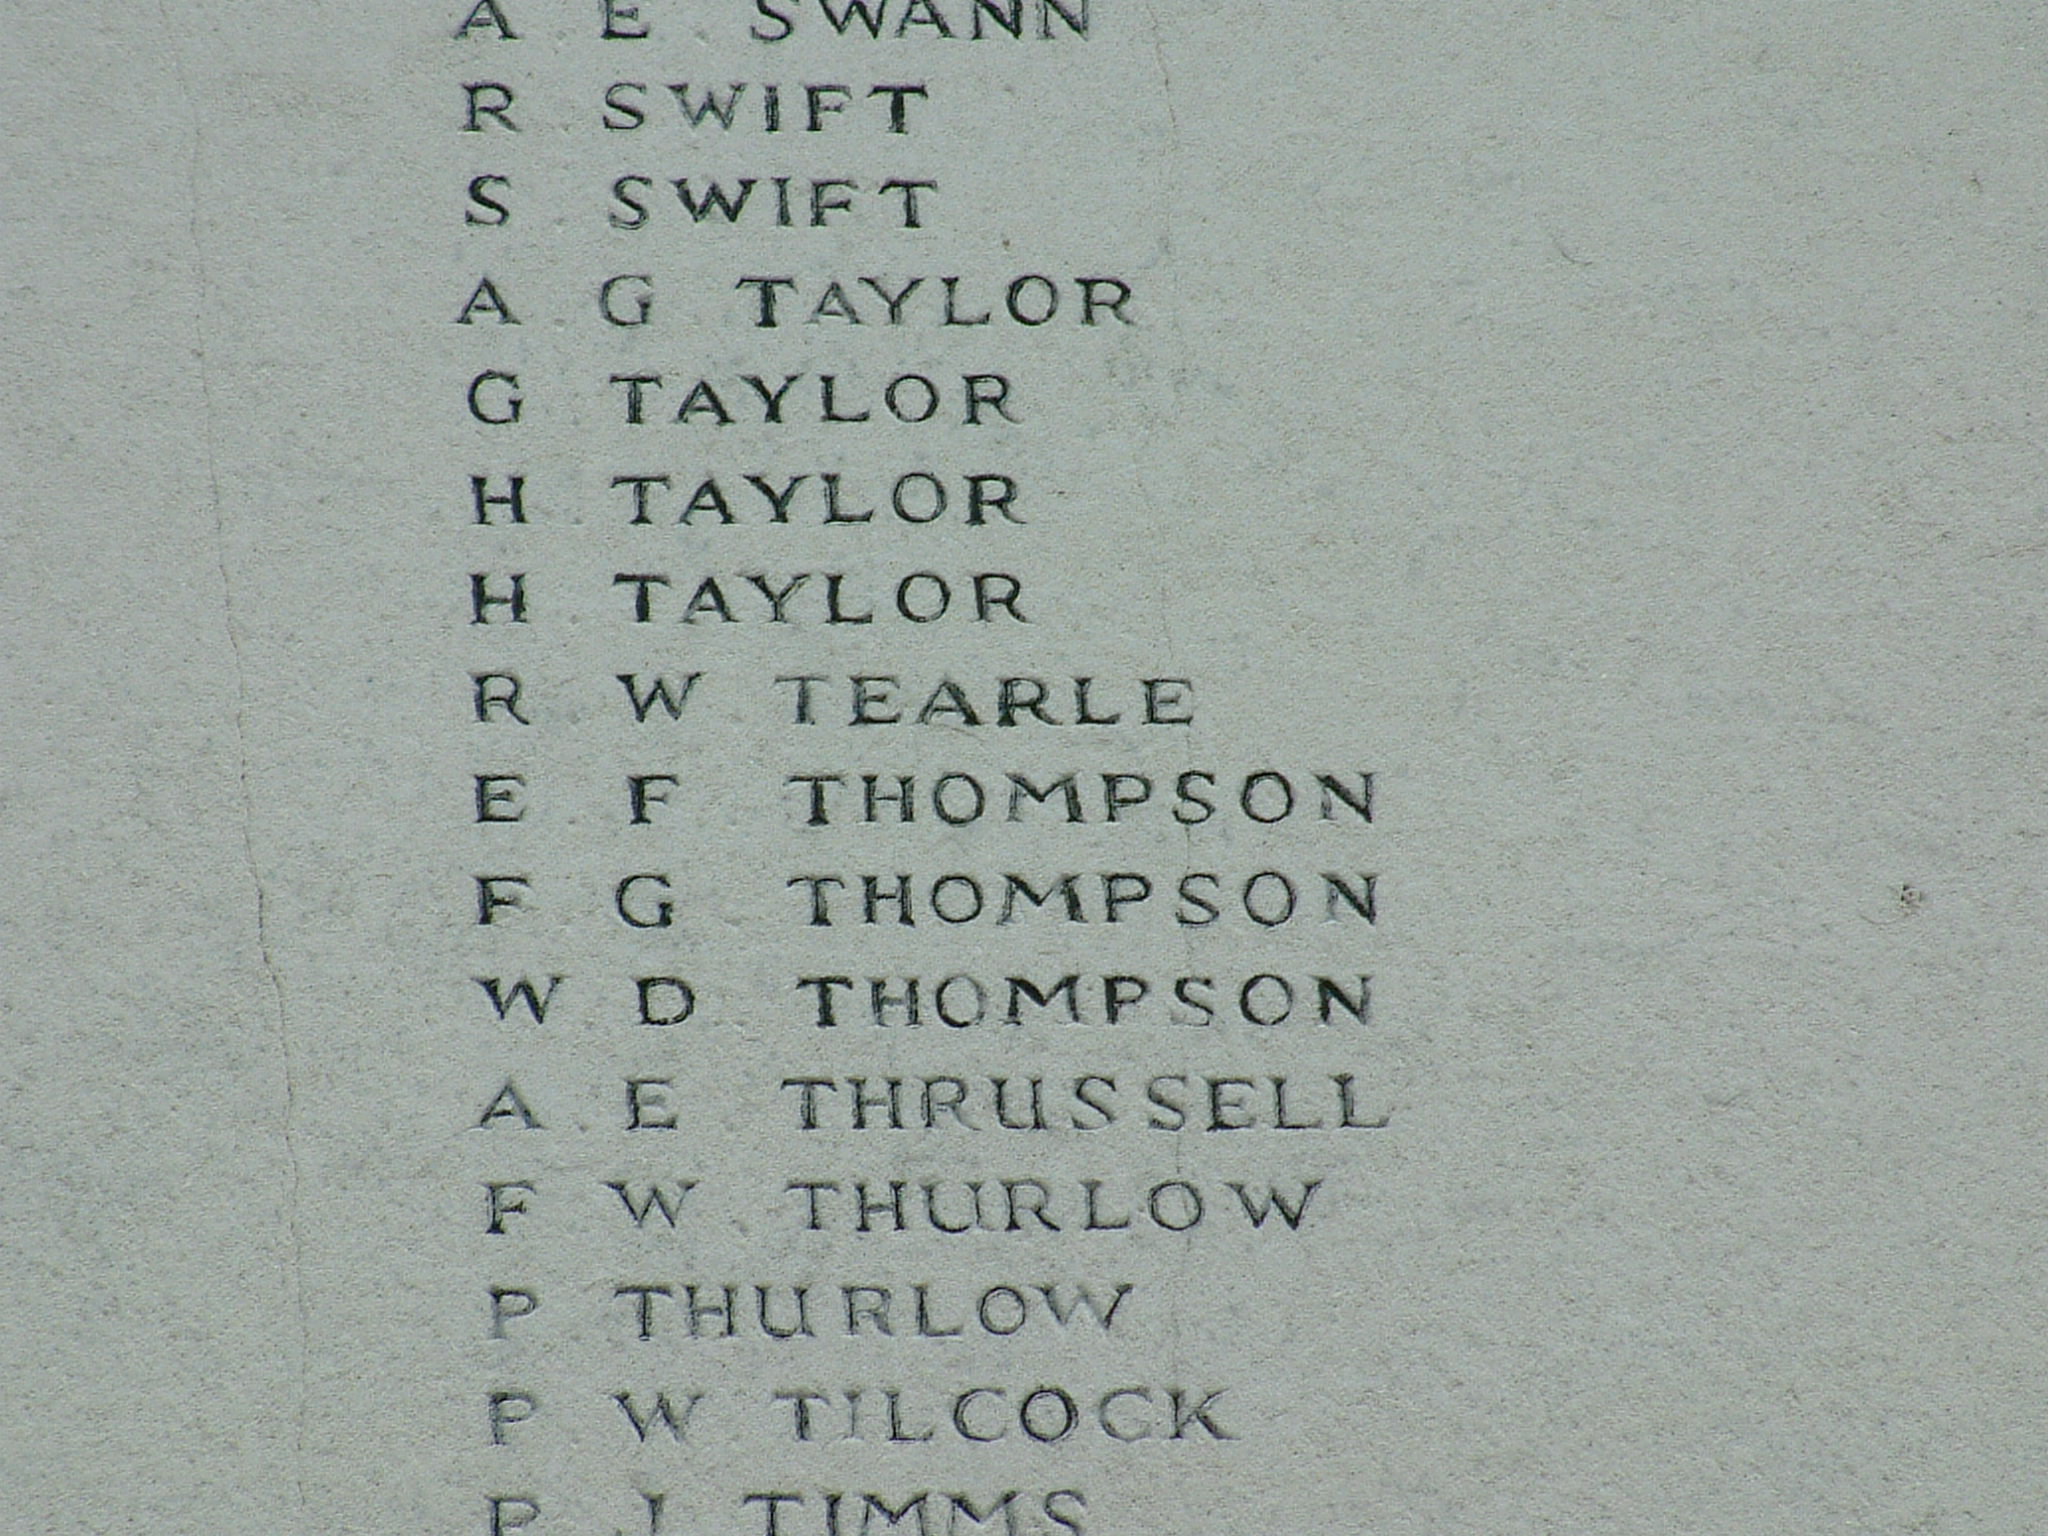 A E SWANN
R SWIFT
S SWIFT
A G TAYLOR
G TAYLOR
H TAYLOR
H TAYLOR
R W TEARLE
E F THOMPSON
F G THOMPSON
W D THOMPSON
A E THRUSSELL
F W THURLOW
P THURLOW
P W TILCOCK
P J TIMMS